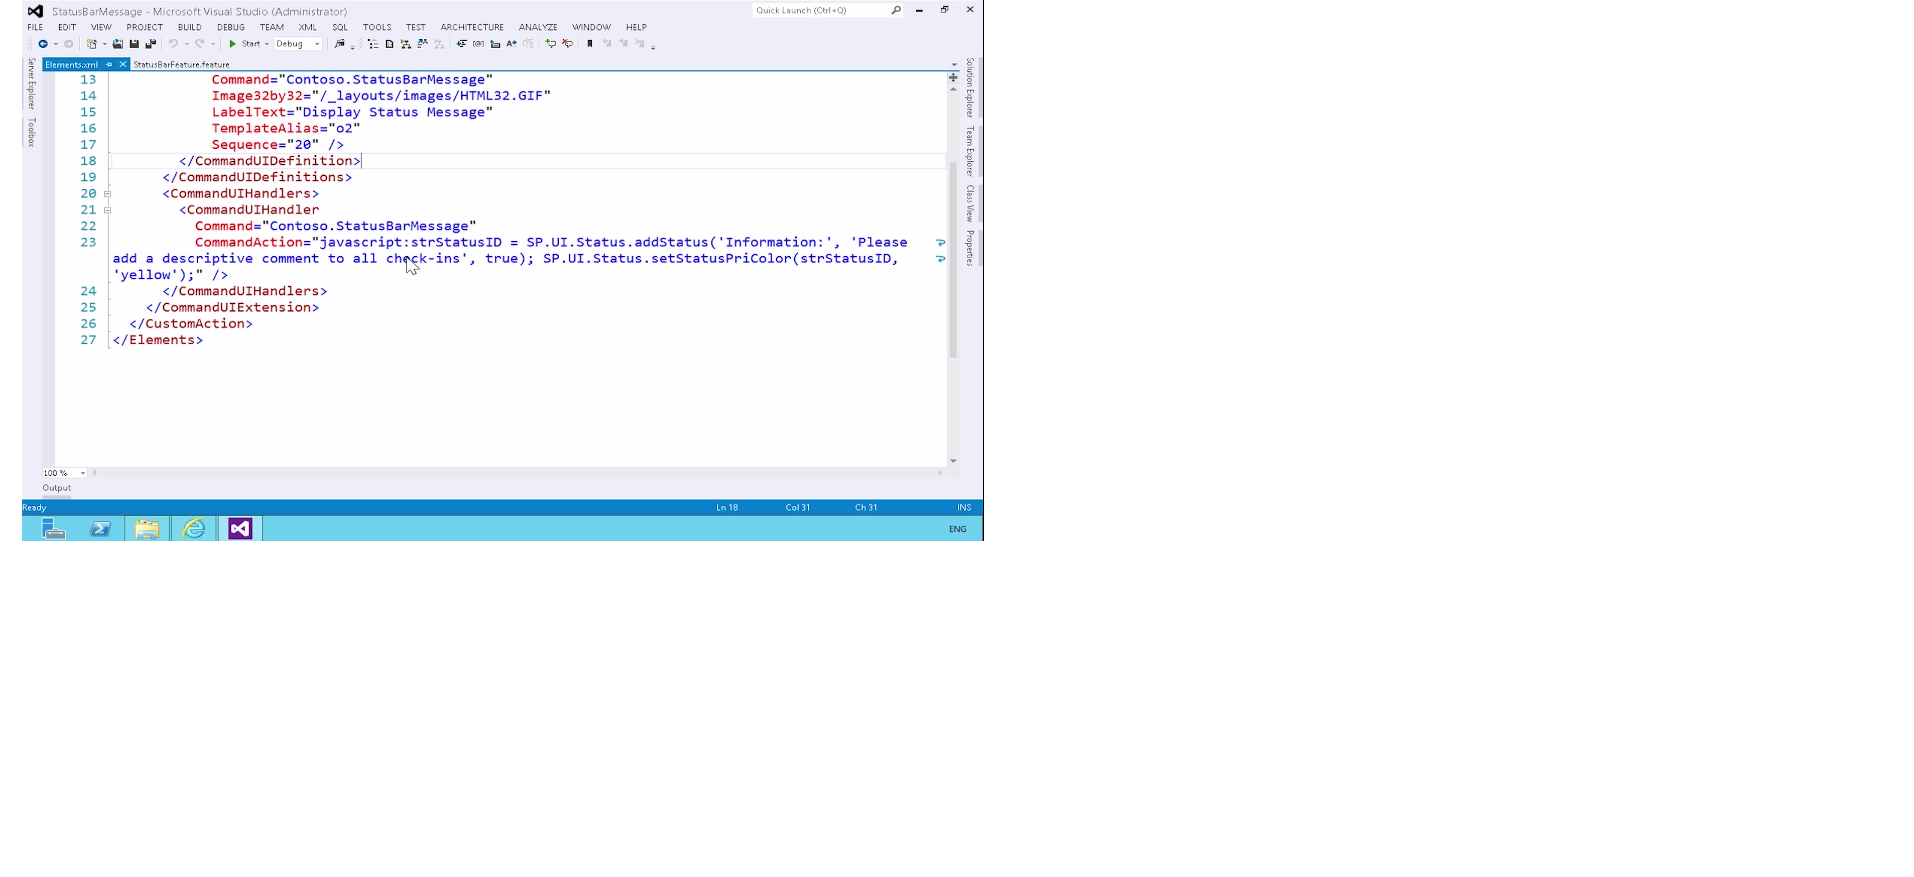 StatusBarMessage - Microsoft Visual Studio (Administrator)
Quick Launch (Ctrl+Q)
FILE EDIT VIEW PROJECT BUILD DEBUG TEAM XML SQL TOOLS TEST ARCHITECTURE ANALYZE WINDOW HELP
Start Debug
Elements.xml StatusBarFeature.feature
Server Explorer
Toolbox
13 Command="Contoso.StatusBarMessage"
14 Image32by32="/_layouts/images/HTML32.GIF"
15 LabelText="Display Status Message"
16 TemplateAlias="o2"
17 Sequence="20" />
18 </CommandUIDefinition>
19 </CommandUIDefinitions>
20 <CommandUIHandlers>
21 <CommandUIHandler
22 Command="Contoso.StatusBarMessage"
23 CommandAction="javascript:strStatusID = SP.UI.Status.addStatus('Information:', 'Please
add a descriptive comment to all check-ins', true); SP.UI.Status.setStatusPriColor(strStatusID,
'yellow');" />
24 </CommandUIHandlers>
25 </CommandUIExtension>
26 </CustomAction>
27 </Elements>
Solution Explorer
Team Explorer
Class View
Properties
100 %
Output
Ready Ln 18 Col 31 Ch 31 INS
ENG